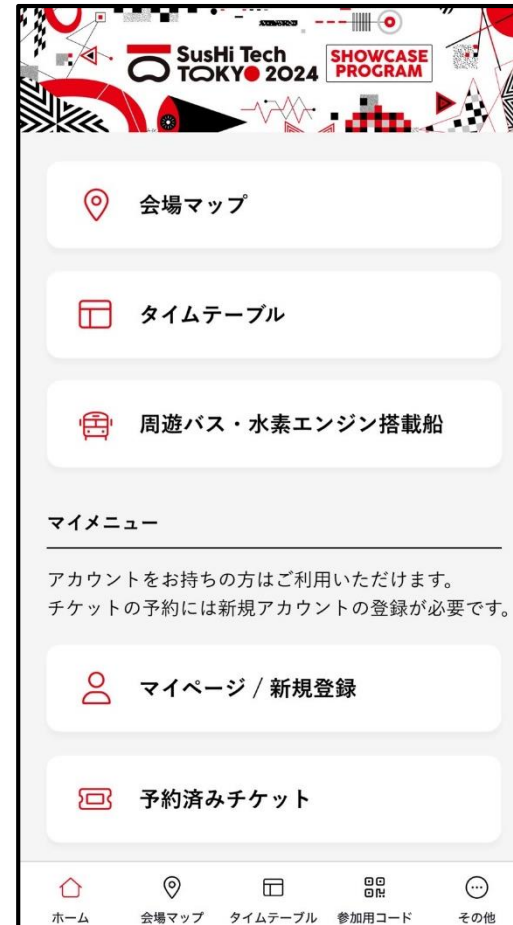 SusHi Tech
TOKYO 2024
SHOWCASE
PROGRAM
会場マップ
タイムテーブル
周遊バス・水素エンジン搭載船
マイメニュー
アカウントをお持ちの方はご利用いただけます。
チケットの予約には新規アカウントの登録が必要です。
マイページ / 新規登録
予約済みチケット
ホーム 会場マップ タイムテーブル 参加用コード その他